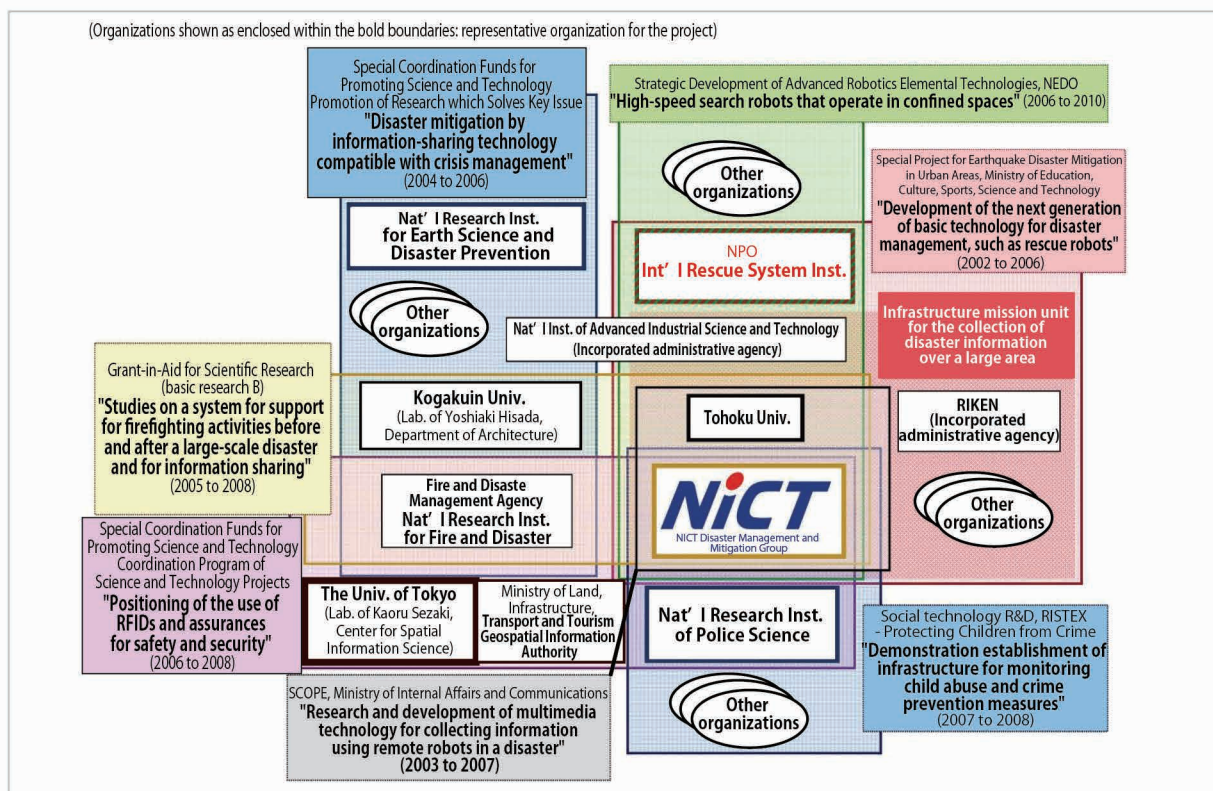 (Organizations shown as enclosed within the bold boundaries: representative organization for the project)
Special Coordination Funds for
Promoting Science and Technology
Promotion of Research which Solves Key Issue
"Disaster mitigation by
information-sharing technology
compatible with crisis management"
(2004 to 2006)
Strategic Development of Advanced Robotics Elemental Technologies, NEDO
"High-speed search robots that operate in confined spaces" (2006 to 2010)
Other
organizations
Special Project for Earthquake Disaster Mitigation
in Urban Areas, Ministry of Education,
Culture, Sports, Science and Technology
"Development of the next generation
of basic technology for disaster
management, such as rescue robots"
(2002 to 2006)
Nat' l Research Inst.
for Earth Science and
Disaster Prevention
NPO
Int' l Rescue System Inst.
Other
organizations
Nat' l Inst. of Advanced Industrial Science and Technology
(Incorporated administrative agency)
Infrastructure mission unit
for the collection of
disaster information
over a large area
Grant-in-Aid for Scientific Research
(basic research B)
"Studies on a system for support
for firefighting activities before
and after a large-scale disaster
and for information sharing"
(2005 to 2008)
Kogakuin Univ.
(Lab. of Yoshiaki Hisada,
Department of Architecture)
Tohoku Univ.
RIKEN
(Incorporated
administrative agency)
Fire and Disaste
Management Agency
Nat' l Research Inst.
for Fire and Disaster
NiCT
NICT Disaster Management and
Mitigation Group
Other
organizations
Special Coordination Funds for
Promoting Science and Technology
Coordination Program of
Science and Technology Projects
"Positioning of the use of
RFIDs and assurances
for safety and security"
(2006 to 2008)
The Univ. of Tokyo
(Lab. of Kaoru Sezaki,
Center for Spatial
Information Science)
Ministry of Land,
Infrastructure,
Transport and Tourism
Geospatial Information
Authority
Nat' l Research Inst.
of Police Science
Social technology R&D, RISTEX
- Protecting Children from Crime
"Demonstration establishment of
infrastructure for monitoring
child abuse and crime
prevention measures"
(2007 to 2008)
SCOPE, Ministry of Internal Affairs and Communications
"Research and development of multimedia
technology for collecting information
using remote robots in a disaster"
(2003 to 2007)
Other
organizations